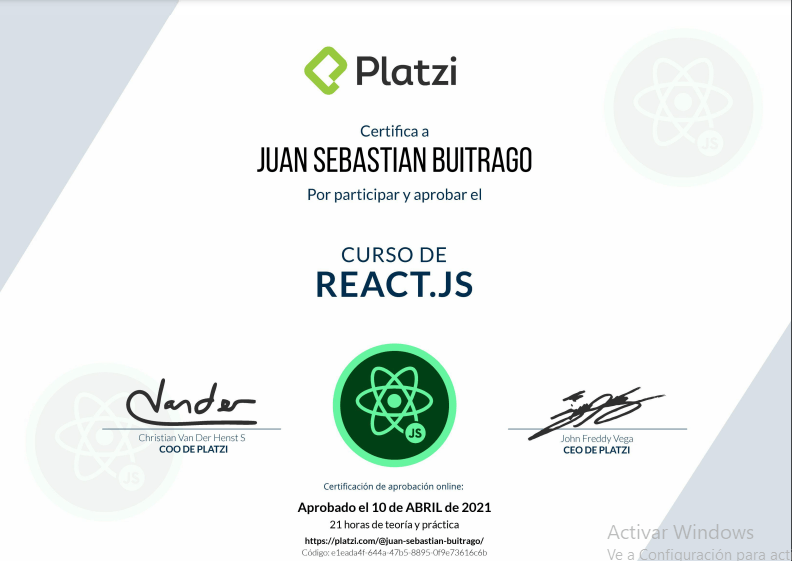 Platzi
Certifica a
JUAN SEBASTIAN BUITRAGO
Por participar y aprobar el
CURSO DE
REACT.JS
JS
JS
JS
Christian Van Der Henst S
COO DE PLATZI
John Freddy Vega
CEO DE PLATZI
Certificación de aprobación online:
Aprobado el 10 de ABRIL de 2021
21 horas de teoría y práctica
https://platzi.com/@juan-sebastian-buitrago/
Código: e1eada4f-644a-47b5-8895-0f9e73616c6b
Activar Windows
Ve a Configuración para act